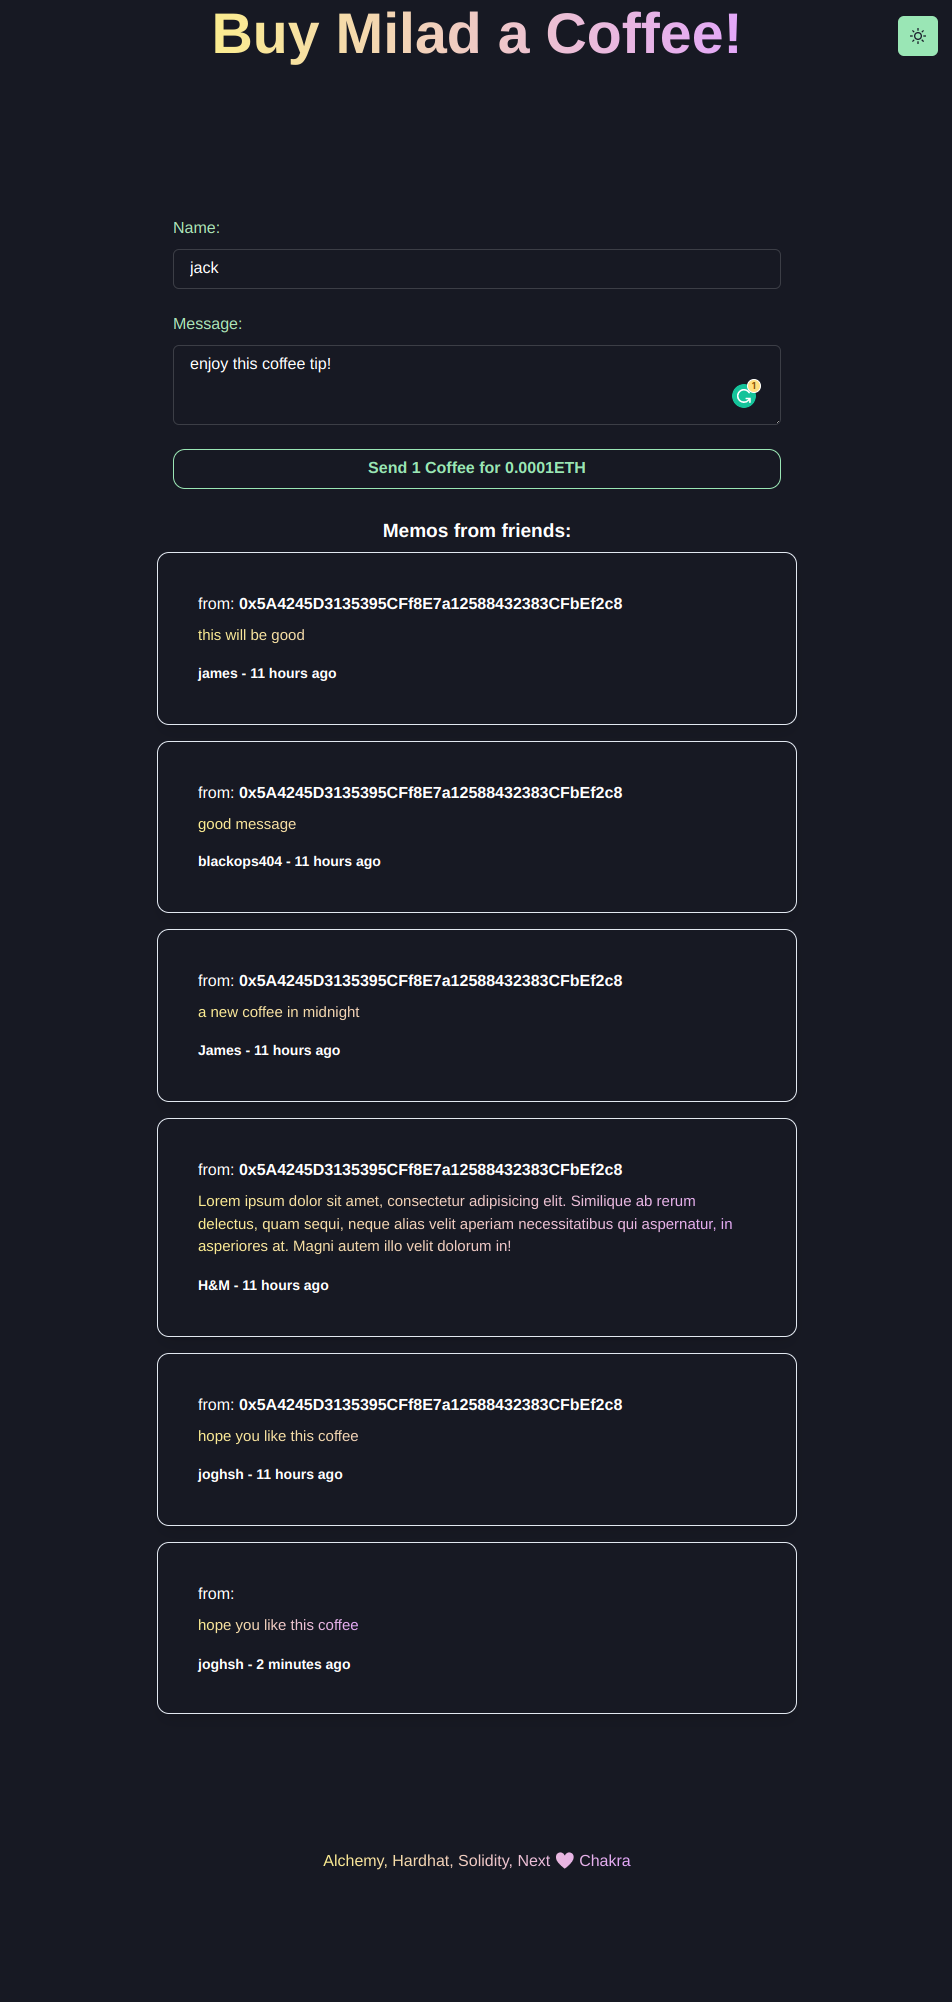 Buy Milad a Coffee!
Name:
jack
Message:
enjoy this coffee tip!
1
Send 1 Coffee for 0.0001ETH
Memos from friends:
from: 0x5A4245D3135395CFf8E7a12588432383CFbEf2c8
this will be good
james - 11 hours ago
from: 0x5A4245D3135395CFf8E7a12588432383CFbEf2c8
good message
blackops404 - 11 hours ago
from: 0x5A4245D3135395CFf8E7a12588432383CFbEf2c8
a new coffee in midnight
James - 11 hours ago
from: 0x5A4245D3135395CFf8E7a12588432383CFbEf2c8
Lorem ipsum dolor sit amet, consectetur adipisicing elit. Similique ab rerum
delectus, quam sequi, neque alias velit aperiam necessitatibus qui aspernatur, in
asperiores at. Magni autem illo velit dolorum in!
H&M - 11 hours ago
from: 0x5A4245D3135395CFf8E7a12588432383CFbEf2c8
hope you like this coffee
joghsh - 11 hours ago
from:
hope you like this coffee
joghsh - 2 minutes ago
Alchemy, Hardhat, Solidity, Next Chakra